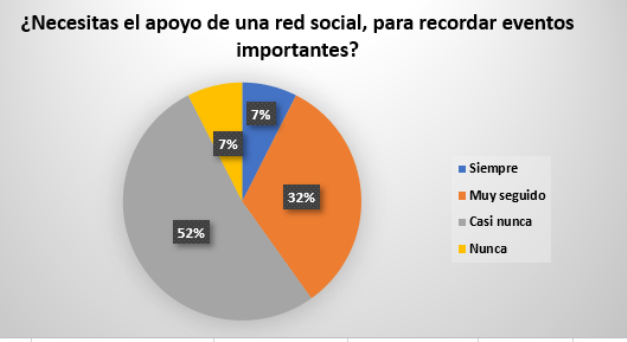 ¿Necesitas el apoyo de una red social, para recordar eventos
importantes?
7%
7%
32%
52%
Siempre
Muy seguido
Casi nunca
Nunca